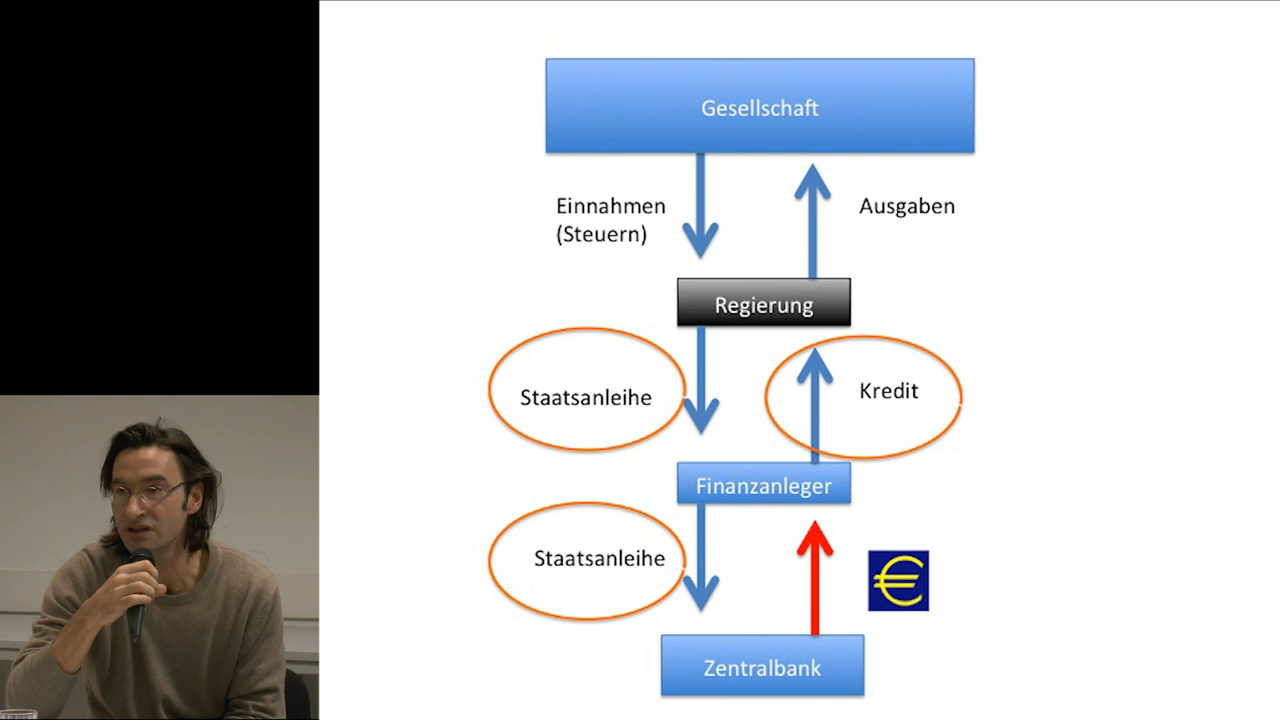 Gesellschaft
Einnahmen
(Steuern)
Ausgaben
Regierung
Staatsanleihe
Kredit
Finanzanleger
Staatsanleihe
€
Zentralbank